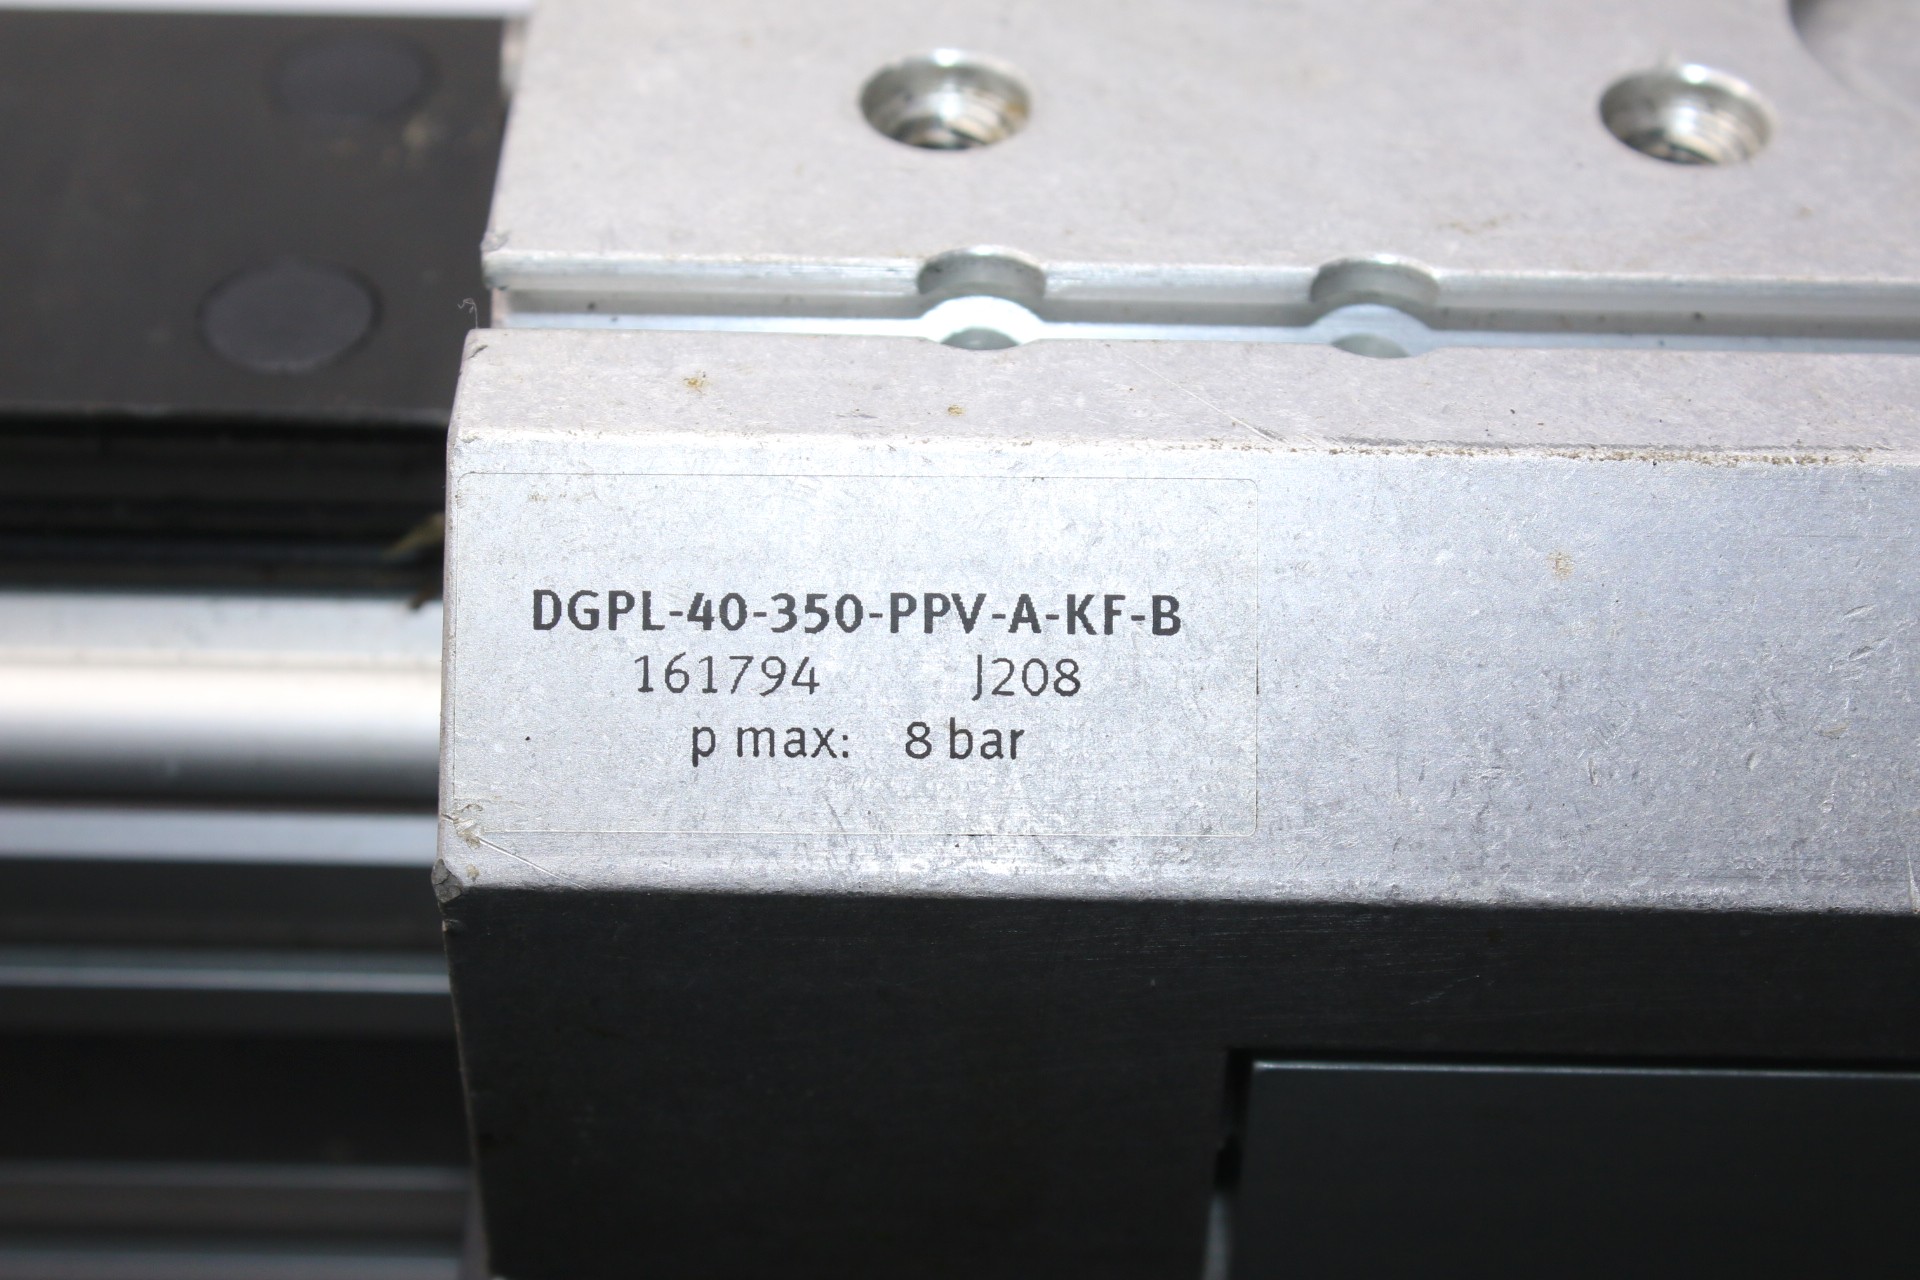 DGPL-40-350-PPV-A-KF-B
161794 J208
p max: 8 bar